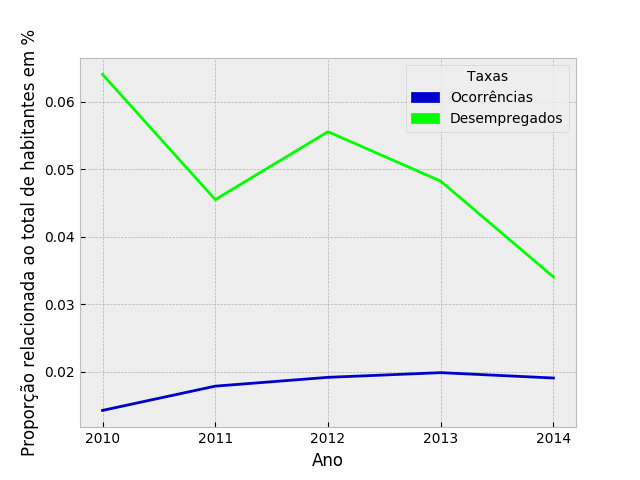 Proporção relacionada ao total de habitantes em %
0.06
0.05
0.04
0.03
0.02
Taxas
Ocorrências
Desempregados
2010 2011 2012 2013 2014
Ano